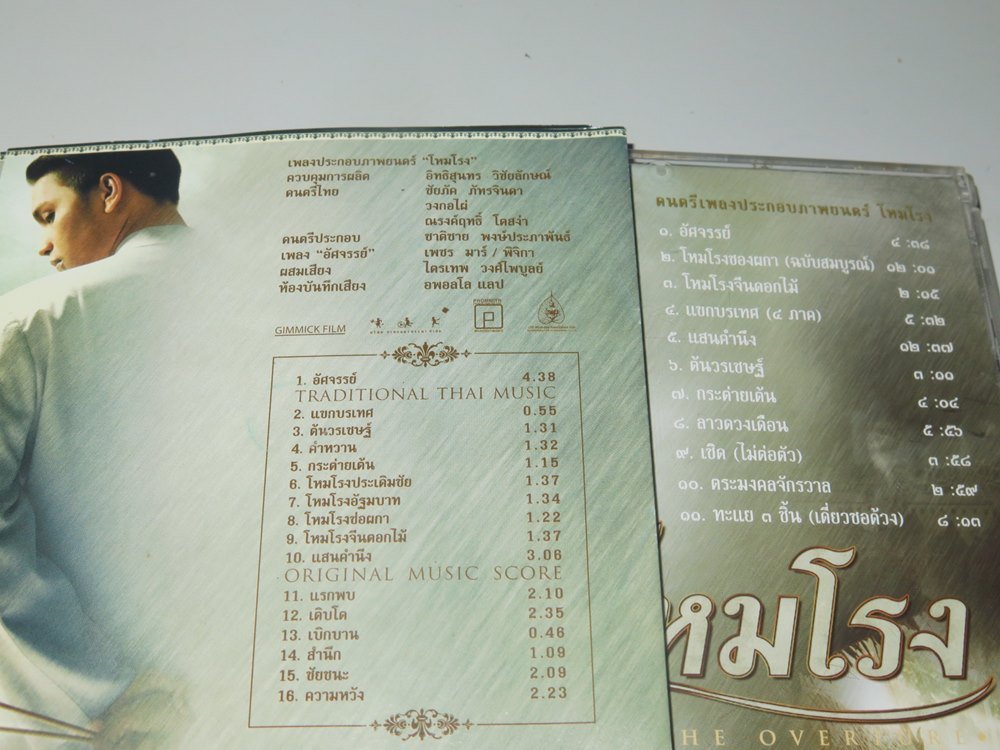 เพลงประกอบภาพยนตร์ "โหมโรง"
ควบคุมการผลิต อิทธิสุนทร วิชัยลักษณ์
ดนตรีไทย ชัยภัค ภัทรจินดา
วงกอไผ่
ณรงค์ฤทธิ์ โตสง่า
ดนตรีประกอบ ชาติชาย พงษ์ประภาพันธ์
เพลง "อัศจรรย์" เพชร มาร์ / พิจิกา
ผสมเสียง ไตรเทพ วงศ์ไพบูลย์
ห้องบันทึกเสียง อพอลโล แลป
GIMMICK FILM
P
1. อัศจรรย์ 4.38
TRADITIONAL THAI MUSIC
2. แขกบรเทศ 0.55
3. ต้นวรเชษฐ์ 1.31
4. คำหวาน 1.32
5. กระต่ายเต้น 1.15
6. โหมโรงประเดิมชัย 1.37
7. โหมโรงอัฐมบาท 1.34
8. โหมโรงช่อผกา 1.22
9. โหมโรงจีนดอกไม้ 1.37
10. แสนคำนึง 3.06
ORIGINAL MUSIC SCORE
11. แรกพบ 2.10
12. เติบโต 2.35
13. เบิกบาน 0.46
14. สำนึก 1.09
15. ชัยชนะ 2.09
16. ความหวัง 2.23
ดนตรีเพลงประกอบภาพยนตร์ โหมโรง
๑. อัศจรรย์ ๔ :๓๘
๒. โหมโรงซองผกา (ฉบับสมบูรณ์) ๑๒ :๐๐
๓. โหมโรงจีนดอกไม้ ๒ :๐๕
๔. แขกบรเทศ (๔ ภาค) ๕ :๓๒
๕. แสนคำนึง ๑๒ :๓๗
๖. ต้นวรเชษฐ์ ๓ :๐๐
๗. กระต่ายเต้น ๔ :๐๔
๘. ลาวดวงเดือน ๕ :๕๖
๙. เชิด (ไม่ต่อตัว) ๓ :๕๘
๑๐. ตระมงคลจักรวาล ๒ :๕๙
๑๑. ทะแย ๓ ชิ้น (เดี่ยวซอด้วง) ๘ :๐๓
โหมโรง
THE OVERTURE